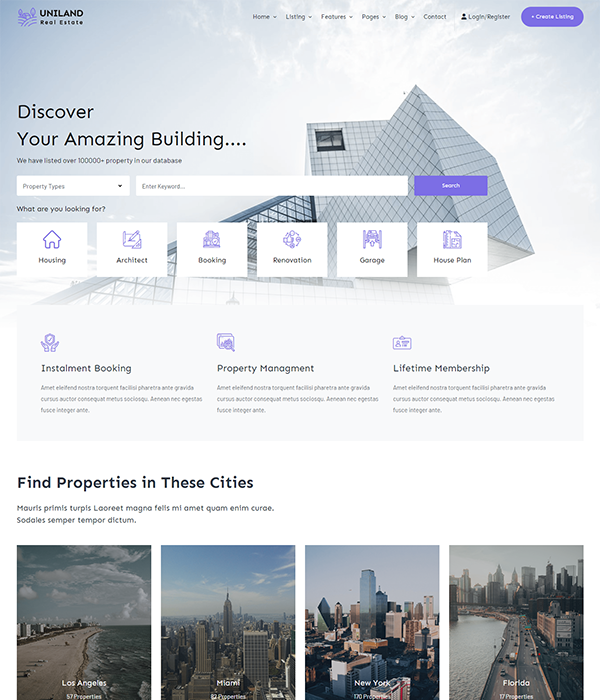 UNILAND
Real Estate
Home Listing Features Pages Blog Contact Login/Register + Create Listing
Discover
Your Amazing Building....
We have listed over 100000+ property in our database
Property Types Enter Keyword... Search
What are you looking for?
Housing Architect Booking Renovation Garage House Plan
Instalment Booking Property Managment Lifetime Membership
Amet eleifend nostra torquent facilisi pharetra ante gravida Amet eleifend nostra torquent facilisi pharetra ante gravida Amet eleifend nostra torquent facilisi pharetra ante gravida
cursus auctor consequat metus sociosqu. Aenean nec egestas cursus auctor consequat metus sociosqu. Aenean nec egestas cursus auctor consequat metus sociosqu. Aenean nec egestas
fusce integer ante. fusce integer ante. fusce integer ante.
Find Properties in These Cities
Mauris primis turpis Laoreet magna felis mi amet quam enim curae.
Sodales semper tempor dictum.
Los Angeles Miami New York Florida
57 Properties Properties 170 Properties 17 Properties